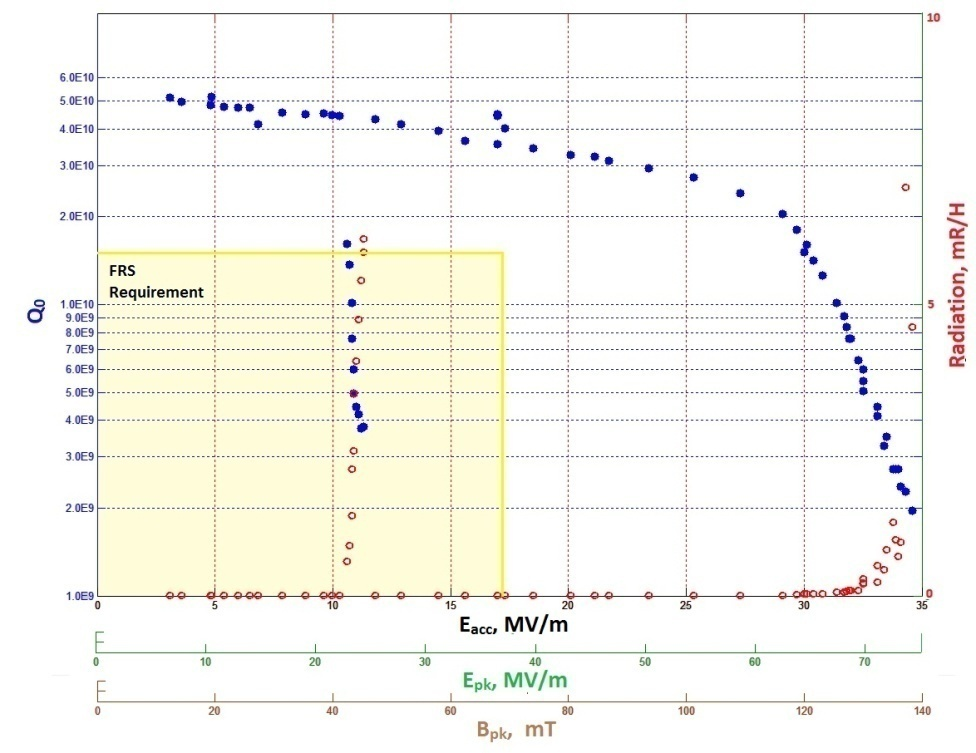 10
6.0E10
5.0E10
4.0E10
3.0E10
2.0E10
FRS
Requirement
Q0
1.0E10
5
9.0E9
8.0E9
7.0E9
6.0E9
5.0E9
4.0E9
3.0E9
2.0E9
1.0E9
0
Radiation, mR/H
0 5 10 15 20 25 30 35
Eacc, MV/m
0 10 20 30 40 50 60 70
Epk, MV/m
0 20 40 60 80 100 120 140
Bpk, mT